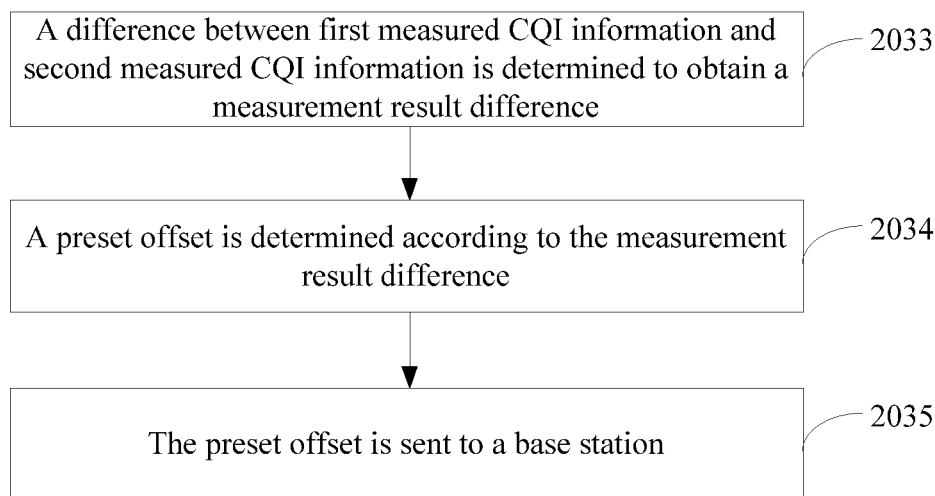 A difference between first measured CQI information and
second measured CQI information is determined to obtain a
measurement result difference
2033
A preset offset is determined according to the measurement
result difference
2034
The preset offset is sent to a base station
2035